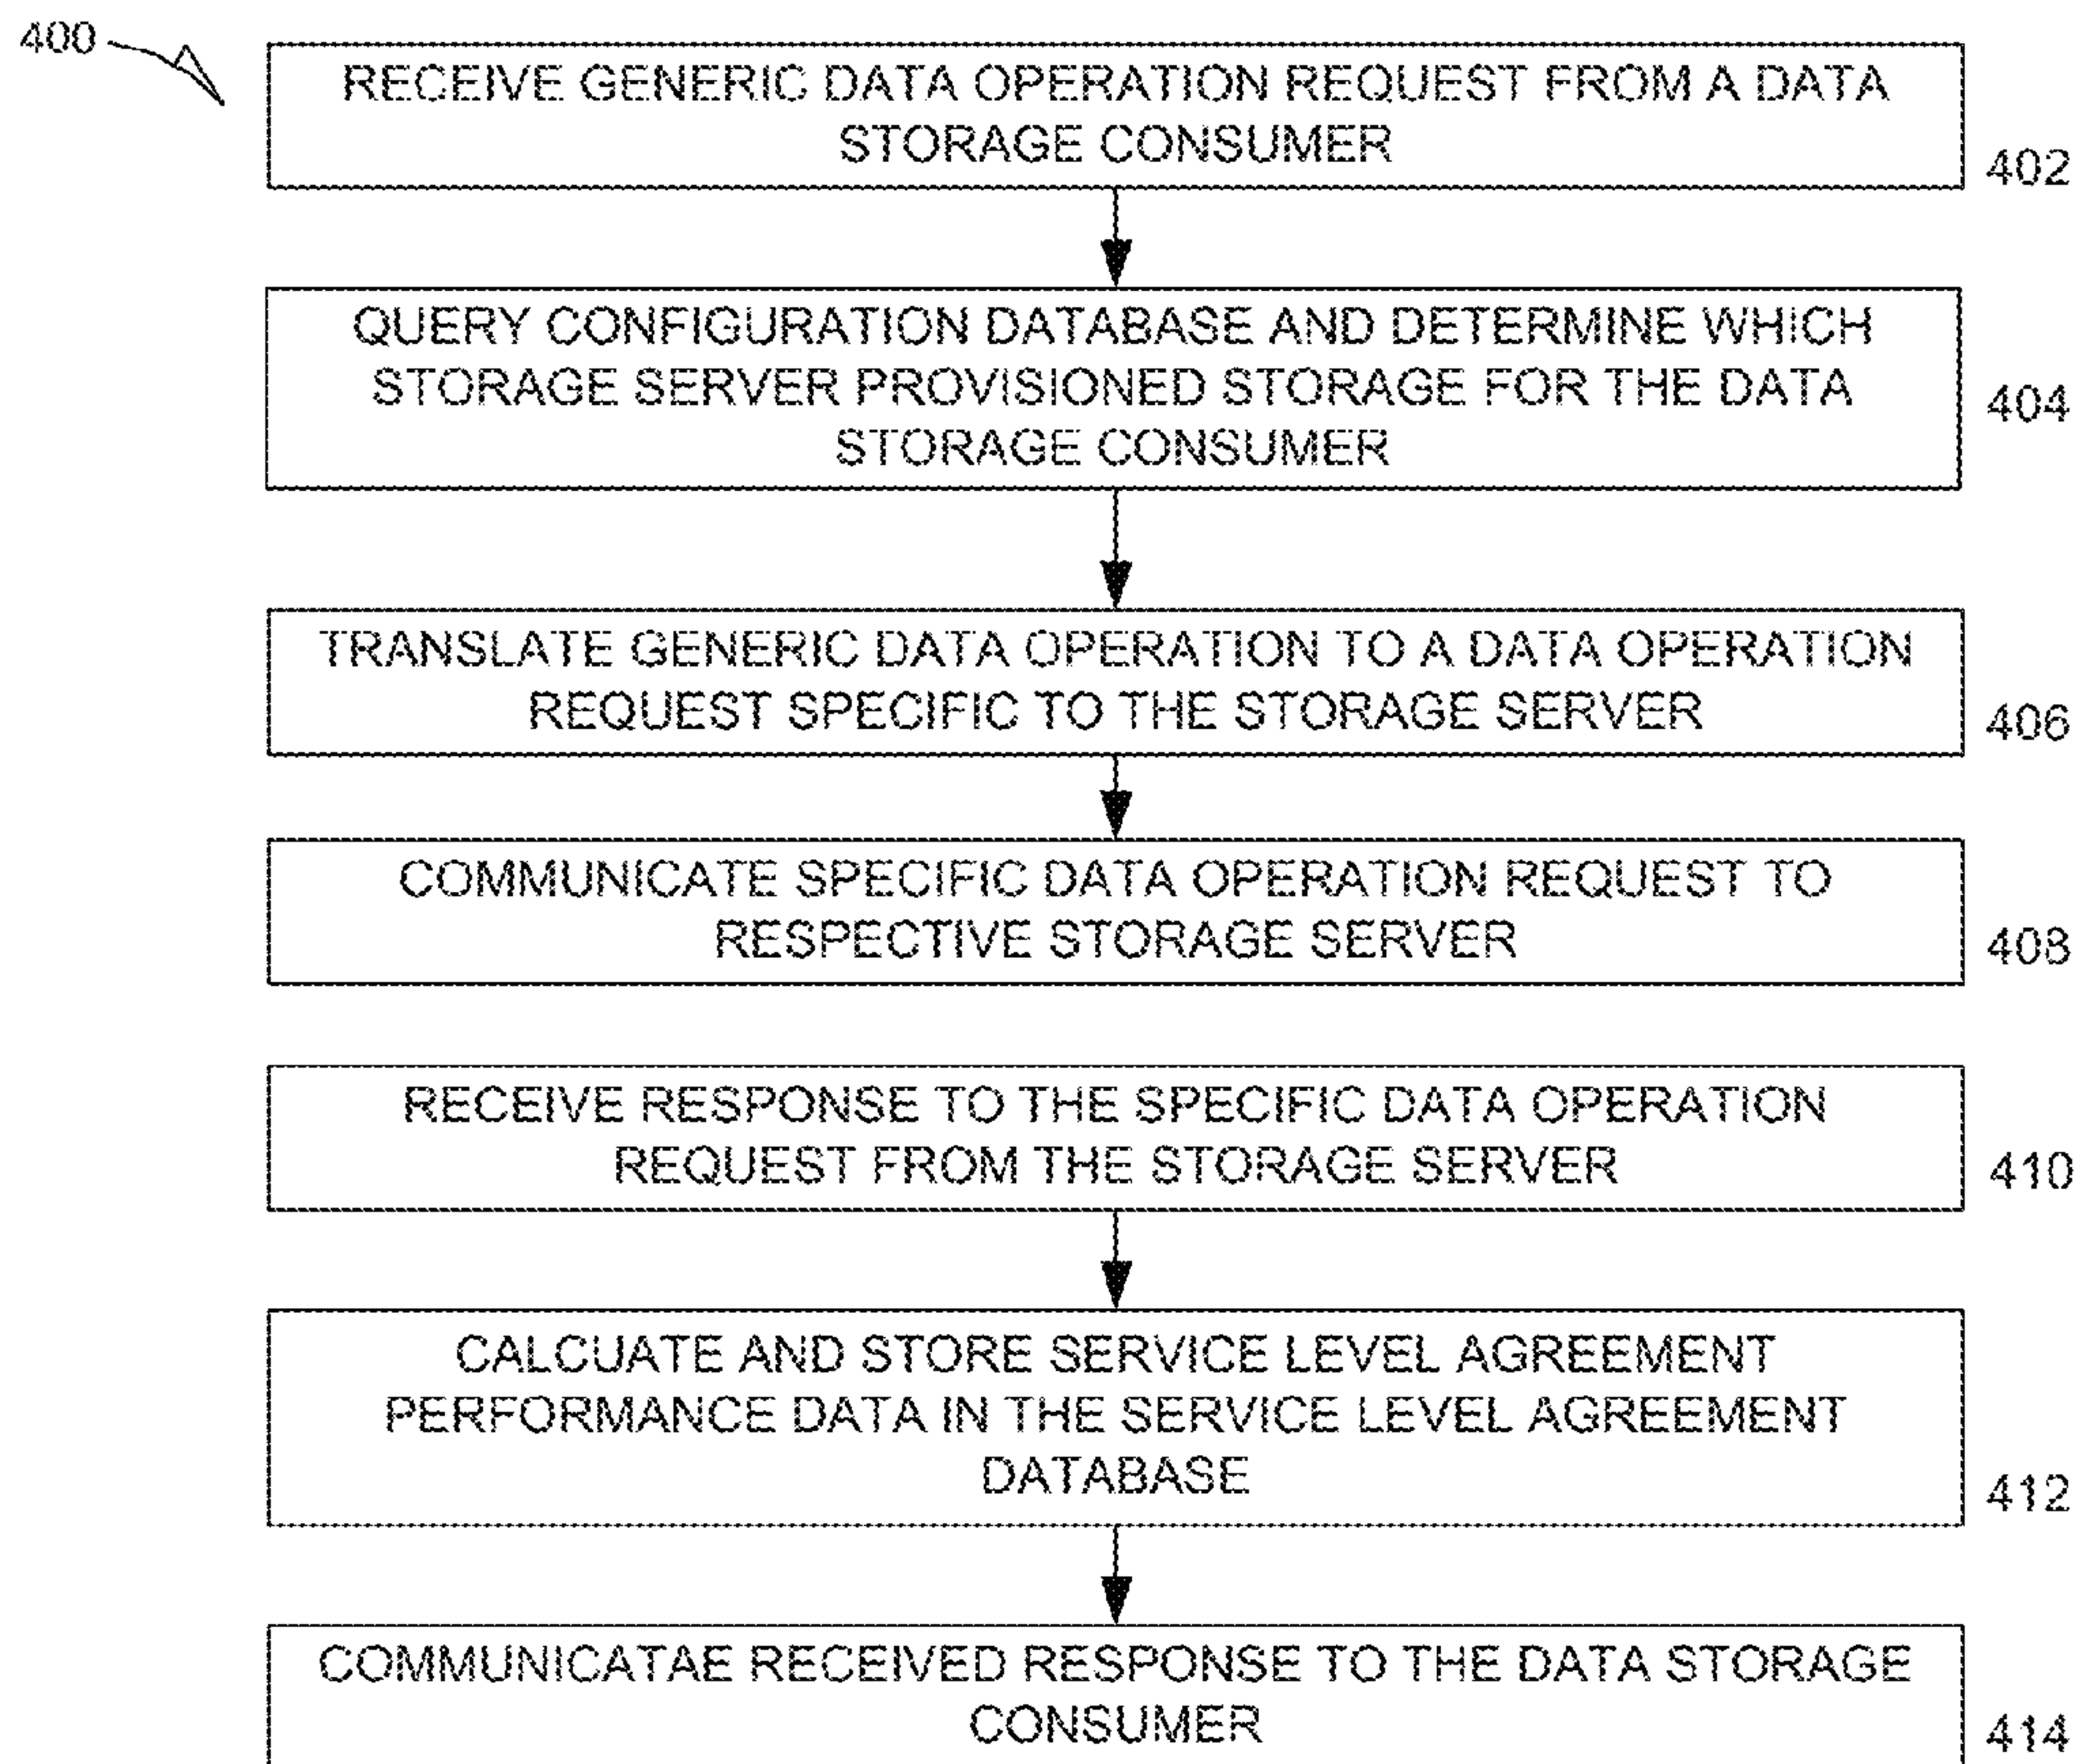 400
RECEIVE GENERIC DATA OPERATION REQUEST FROM A DATA
STORAGE CONSUMER
402
QUERY CONFIGURATION DATABASE AND DETERMINE WHICH
STORAGE SERVER PROVISIONED STORAGE FOR THE DATA
STORAGE CONSUMER
404
TRANSLATE GENERIC DATA OPERATION TO A DATA OPERATION
REQUEST SPECIFIC TO THE STORAGE SERVER
406
COMMUNICATE SPECIFIC DATA OPERATION REQUEST TO
RESPECTIVE STORAGE SERVER
408
RECEIVE RESPONSE TO THE SPECIFIC DATA OPERATION
REQUEST FROM THE STORAGE SERVER
410
CALCUATE AND STORE SERVICE LEVEL AGREEMENT
PERFORMANCE DATA IN THE SERVICE LEVEL AGREEMENT
DATABASE
412
COMMUNICATAE RECEIVED RESPONSE TO THE DATA STORAGE
CONSUMER
414